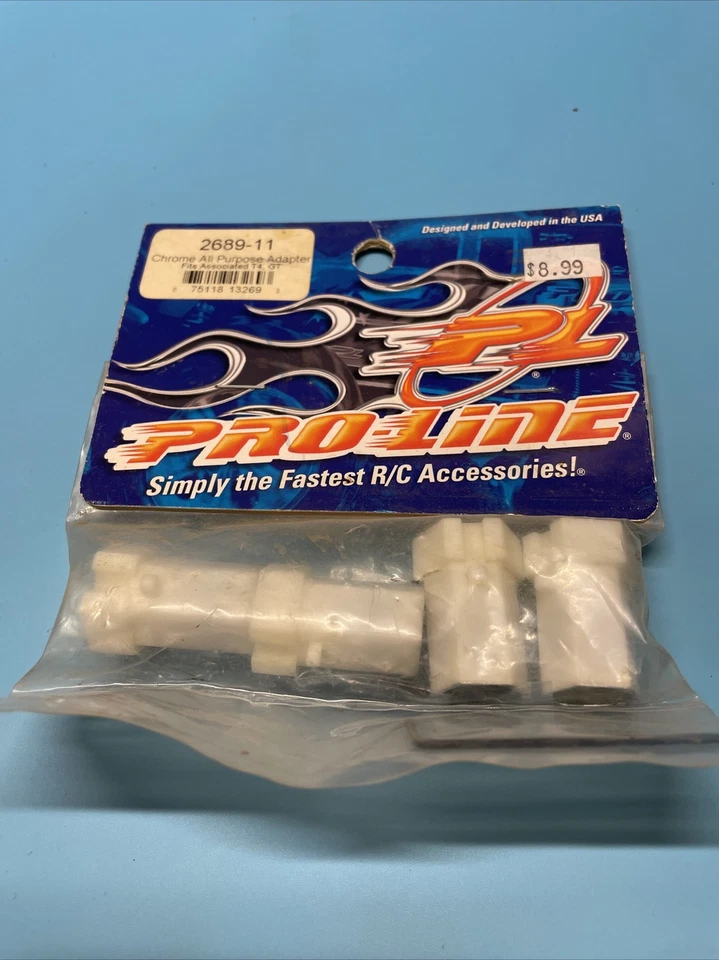 2689-11
Chrome All Purpose Adapter
Fits Associated T4, GT
75118 13269
Designed and Developed in the USA
$8.99
PL®
PRO-LINE®
Simply the Fastest R/C Accessories!®